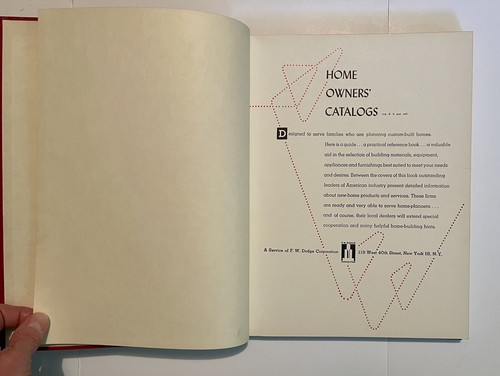 HOME
OWNERS'
CATALOGS
Designed to serve families who are planning custom-built homes.
Here is a guide . . . a practical reference book . . . a valuable
aid in the selection of building materials, equipment,
appliances and furnishings best suited to meet your needs
and desires. Between the covers of this book outstanding
leaders of American industry present detailed information
about new-home products and services. These firms
are ready and very able to serve home-planners . . .
and of course, their local dealers will extend special
cooperation and many helpful home-building hints.
A Service of F. W. Dodge Corporation 119 West 40th Street, New York 18, N. Y.